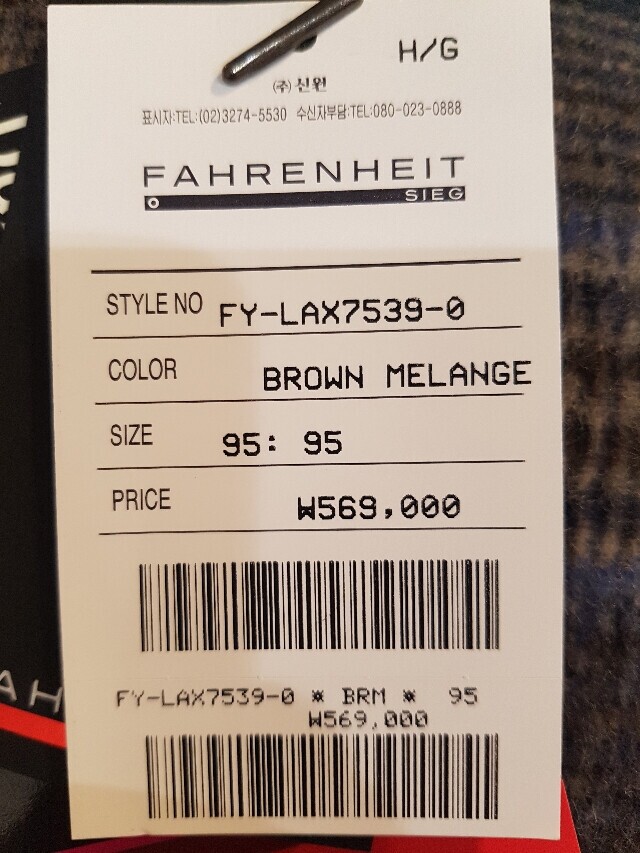 H/G
(주)신원
표시자:TEL:(02)3274-5530 수신자부담:TEL:080-023-0888
FAHRENHEIT
SIEG
STYLE NO FY-LAX7539-0
COLOR BROWN MELANGE
SIZE 95: 95
PRICE ₩569,000
FY-LAX7539-0 * BRM * 95
₩569,000
AH